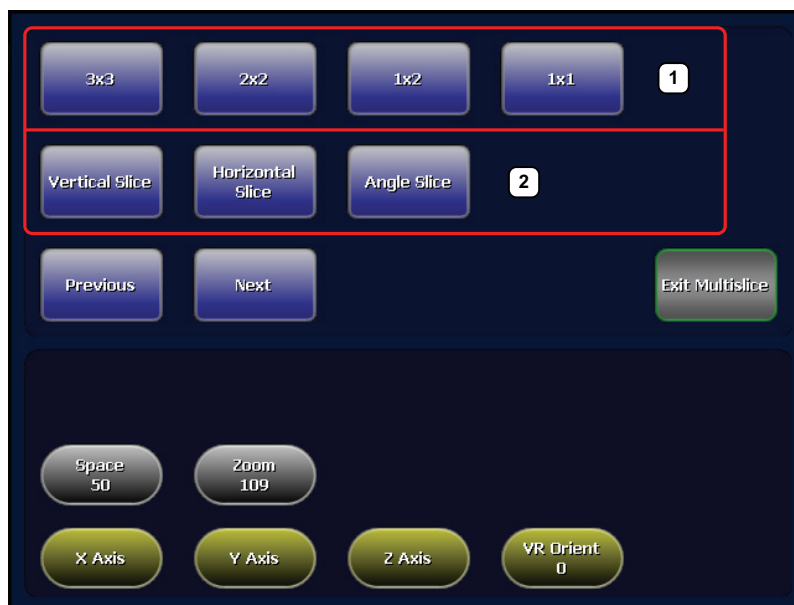 3x3 2x2 1x2 1x1 1
Vertical Slice Horizontal Slice Angle Slice 2
Previous Next Exit Multislice
Space 50 Zoom 109
X Axis Y Axis Z Axis VR Orient 0